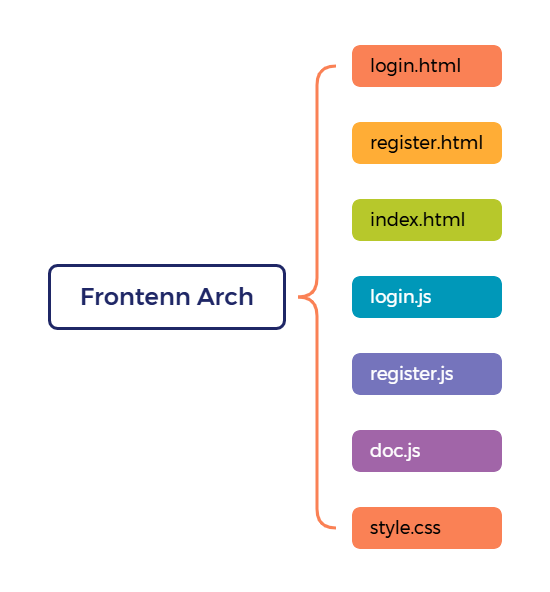 Frontenn Arch
login.html
register.html
index.html
login.js
register.js
doc.js
style.css